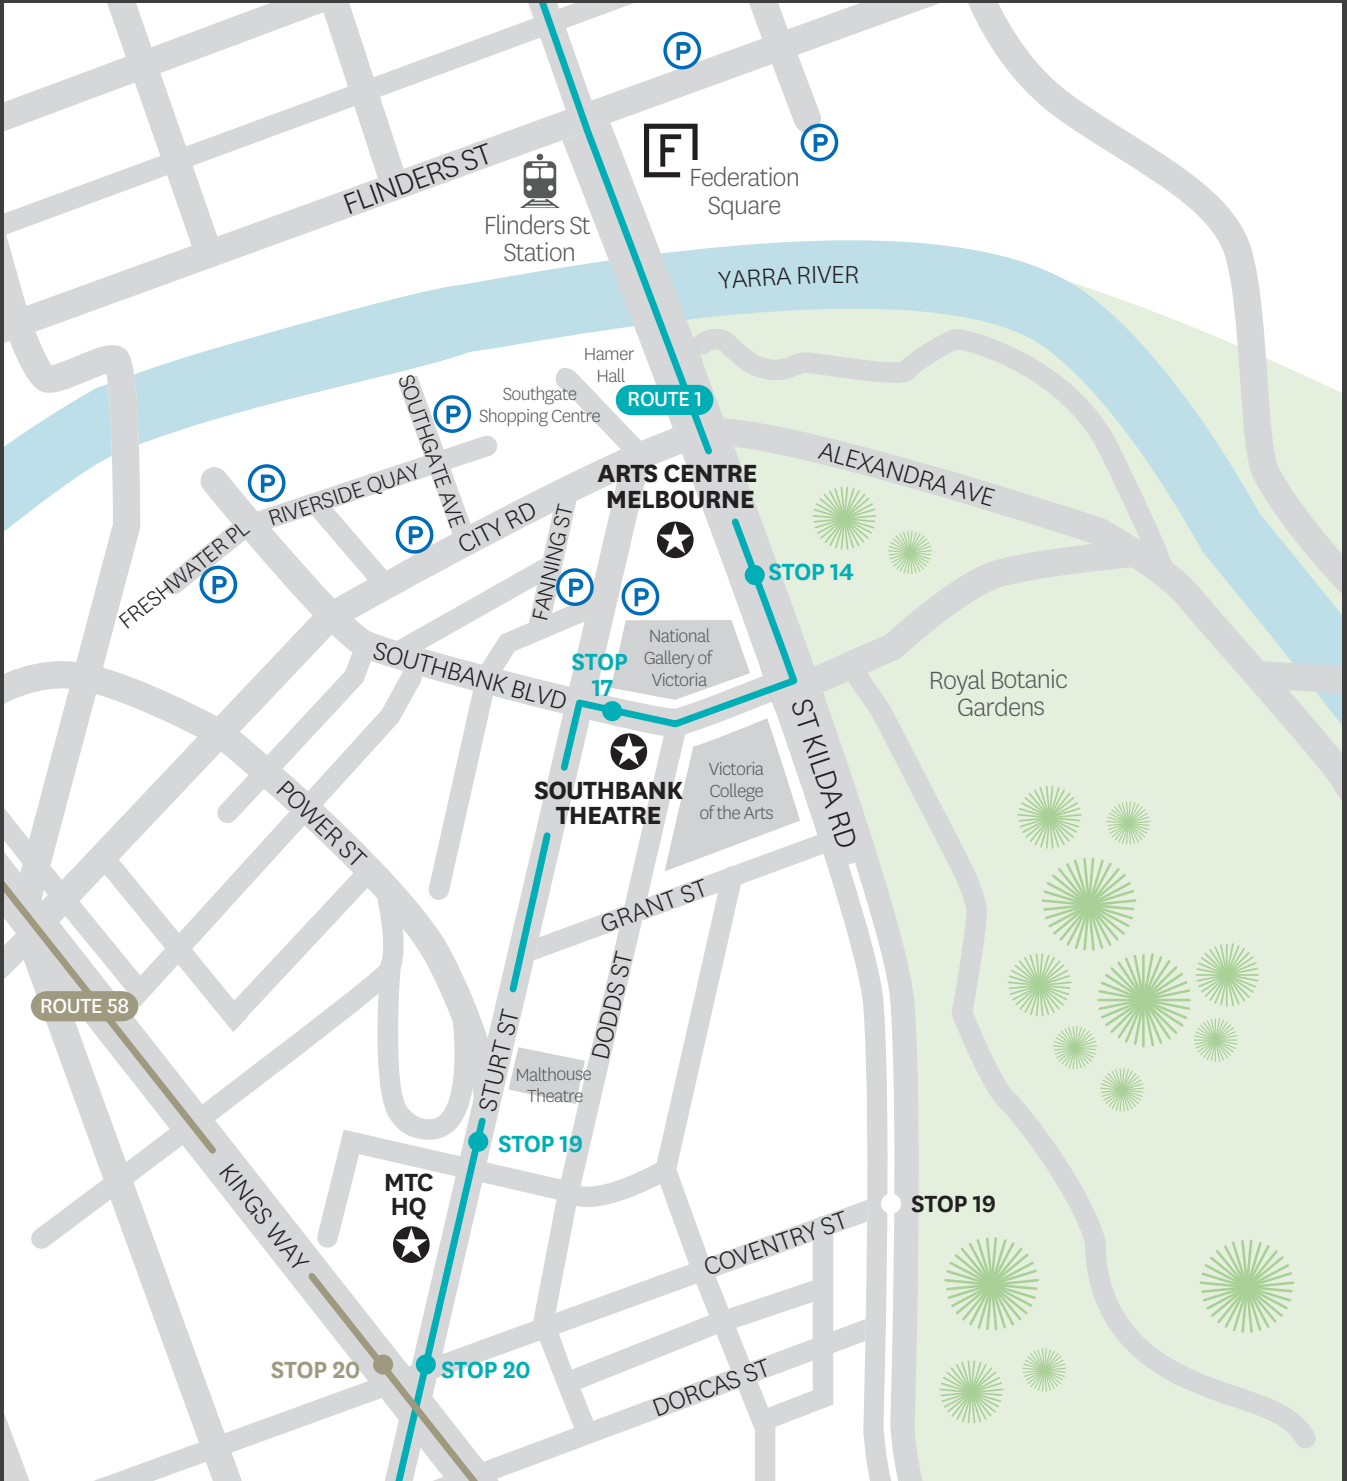 P
F
P
FLINDERS ST
Federation
Square
Flinders St
Station
YARRA RIVER
Hamer
Hall
Southgate
Shopping Centre
ROUTE 1
SOUTHGATE AVE
P
ALEXANDRA AVE
ARTS CENTRE
MELBOURNE
P
RIVERSIDE QUAY
CITY RD
P
FANNING ST
FRESHWATER PL
P
P
P
STOP 14
National
Gallery of
Victoria
SOUTHBANK BLVD
STOP
17
Royal Botanic
Gardens
ST KILDA RD
SOUTHBANK
THEATRE
Victoria
College
of the Arts
POWER ST
GRANT ST
DODDS ST
ROUTE 58
STURT ST
Malthouse
Theatre
STOP 19
KINGS WAY
MTC
HQ
STOP 19
COVENTRY ST
STOP 20
STOP 20
DORCAS ST